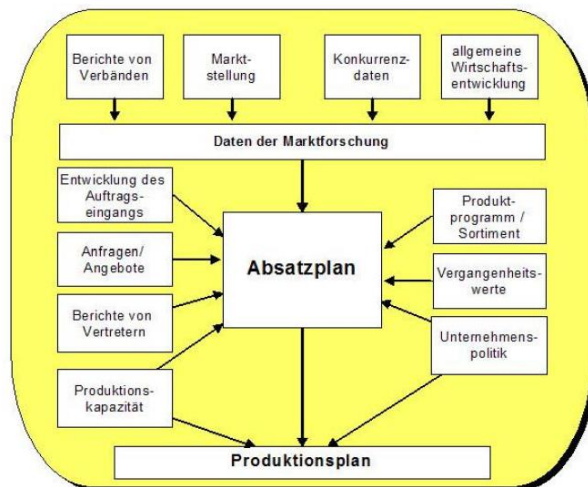 Berichte von
Verbänden
Markt-
stellung
Konkurrenz-
daten
allgemeine
Wirtschafts-
entwicklung
Daten der Marktforschung
Entwicklung des
Auftrags-
eingangs
Anfragen/
Angebote
Berichte von
Vertretern
Produktions-
kapazität
Absatzplan
Produkt-
programm /
Sortiment
Vergangenheits-
werte
Unternehmens-
politik
Produktionsplan